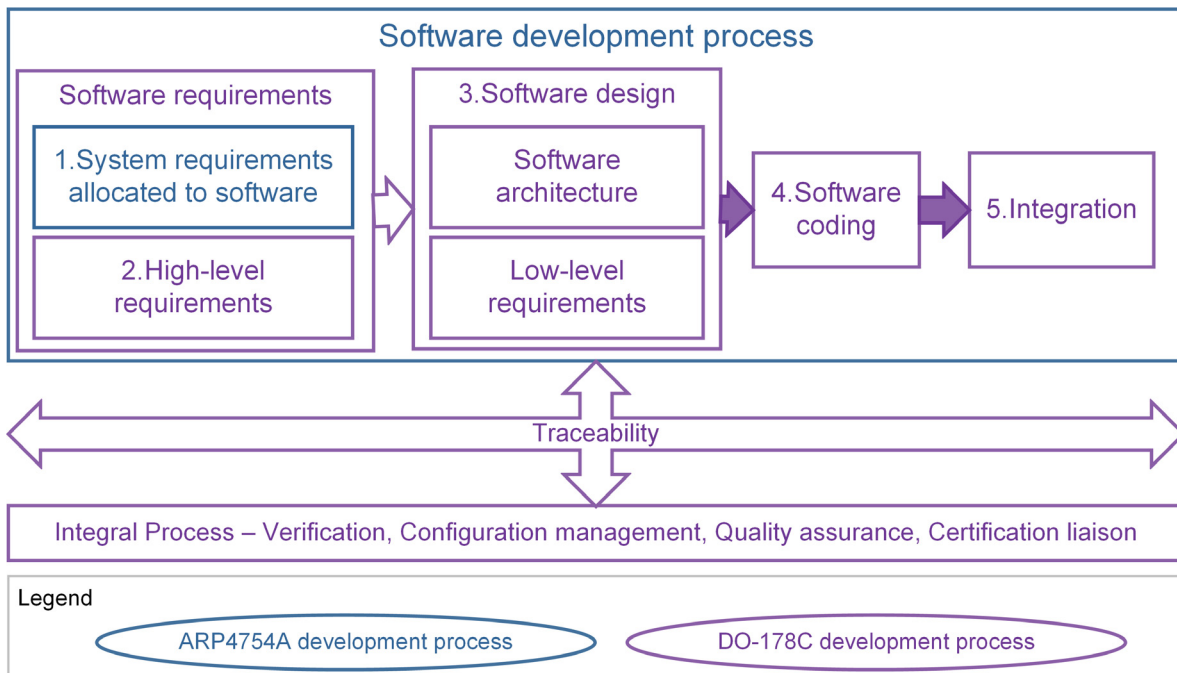 Software development process
Software requirements
1.System requirements
allocated to software
2.High-level
requirements
3.Software design
Software
architecture
Low-level
requirements
4.Software
coding
5.Integration
Traceability
Integral Process – Verification, Configuration management, Quality assurance, Certification liaison
Legend
ARP4754A development process
DO-178C development process